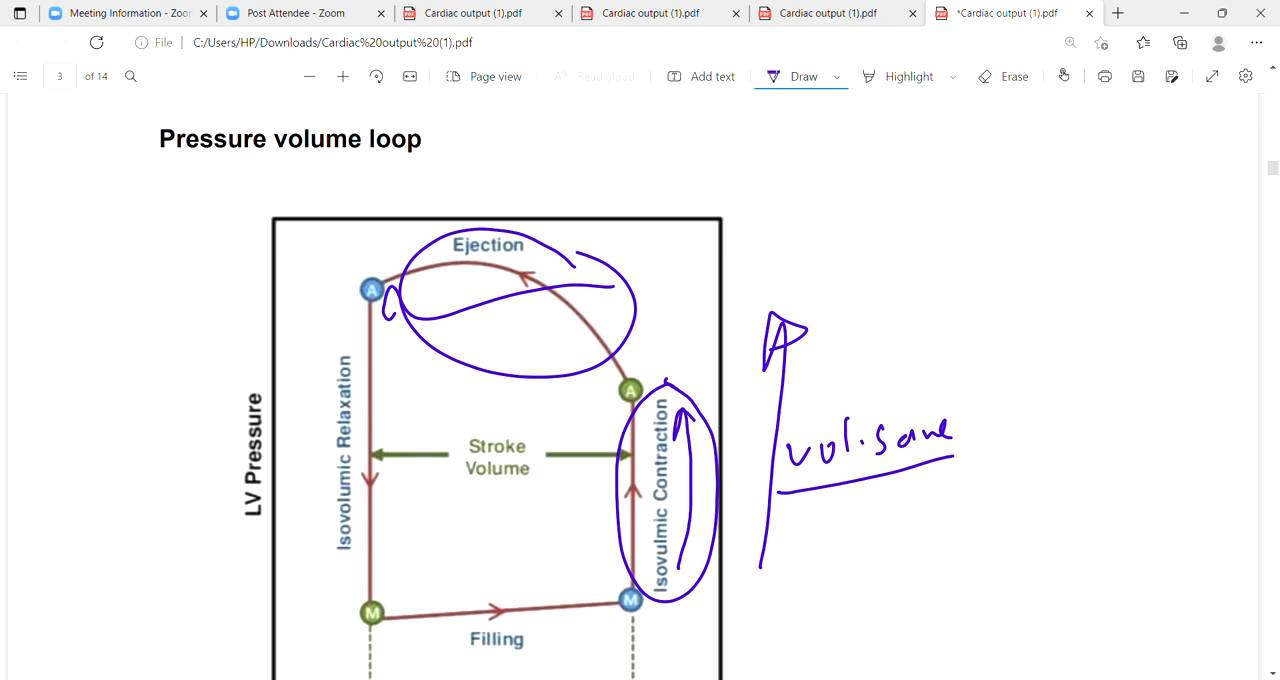 Meeting Information - Zoor
Post Attendee - Zoom
Cardiac output (1).pdf
Cardiac output (1).pdf
Cardiac output (1).pdf
*Cardiac output (1).pdf
File
C:/Users/HP/Downloads/Cardiac%20output%20(1).pdf
3 of 14
Page view
Read aloud
Add text
Draw
Highlight
Erase
Pressure volume loop
Ejection
A
A
Isovolumic Relaxation
LV Pressure
Stroke
Volume
Isovulmic Contraction
vol. same
M
M
Filling